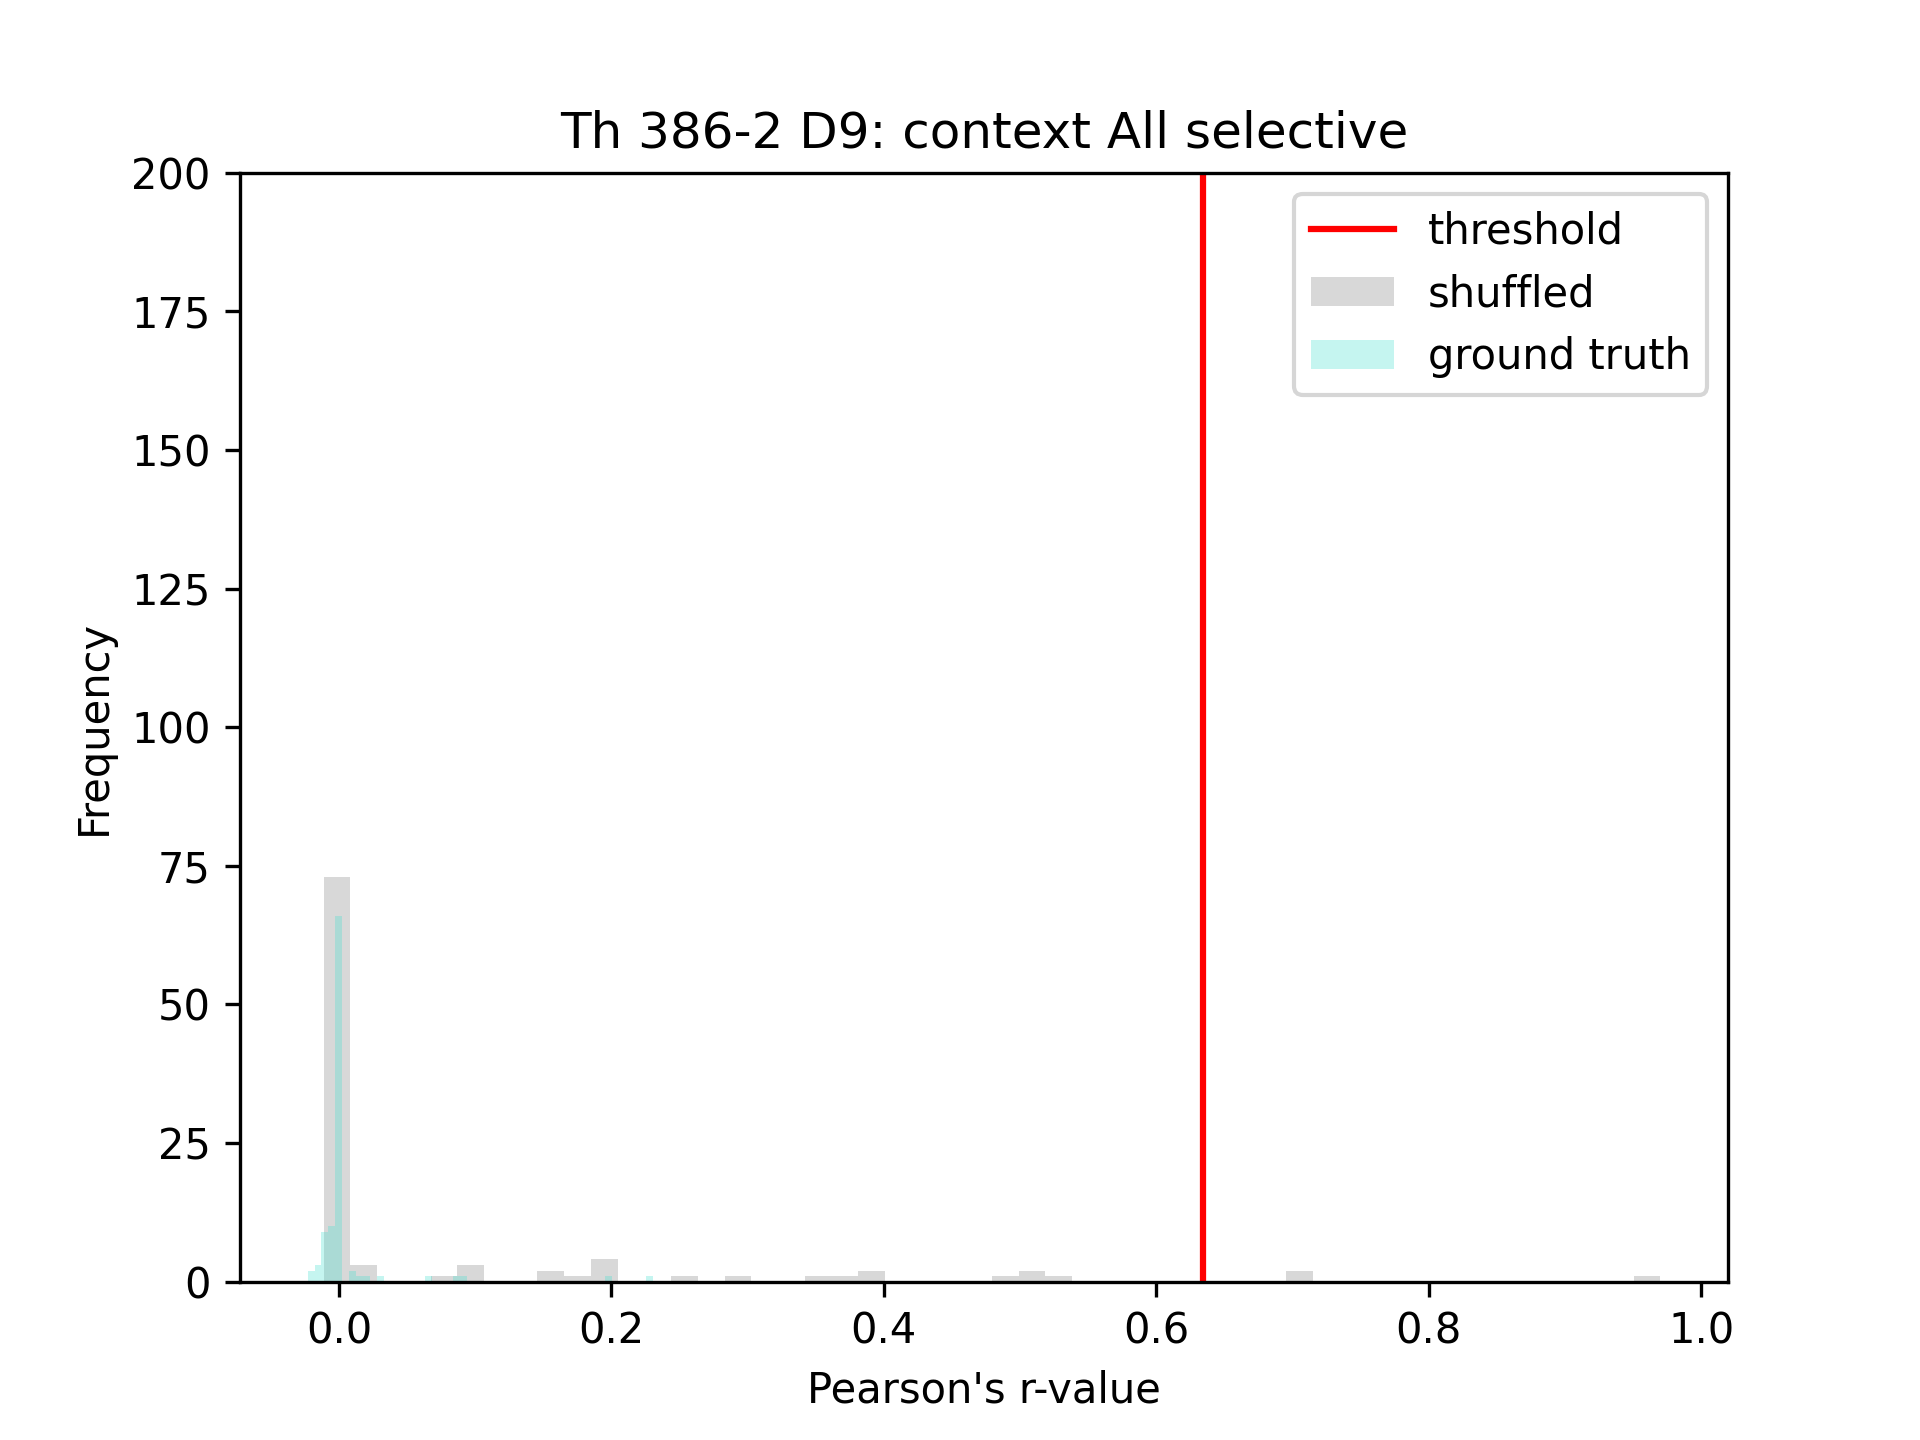 Th 386-2 D9: context All selective
200
175
150
125
100
75
50
25
0
Frequency
threshold
shuffled
ground truth
0.0 0.2 0.4 0.6 0.8 1.0
Pearson's r-value